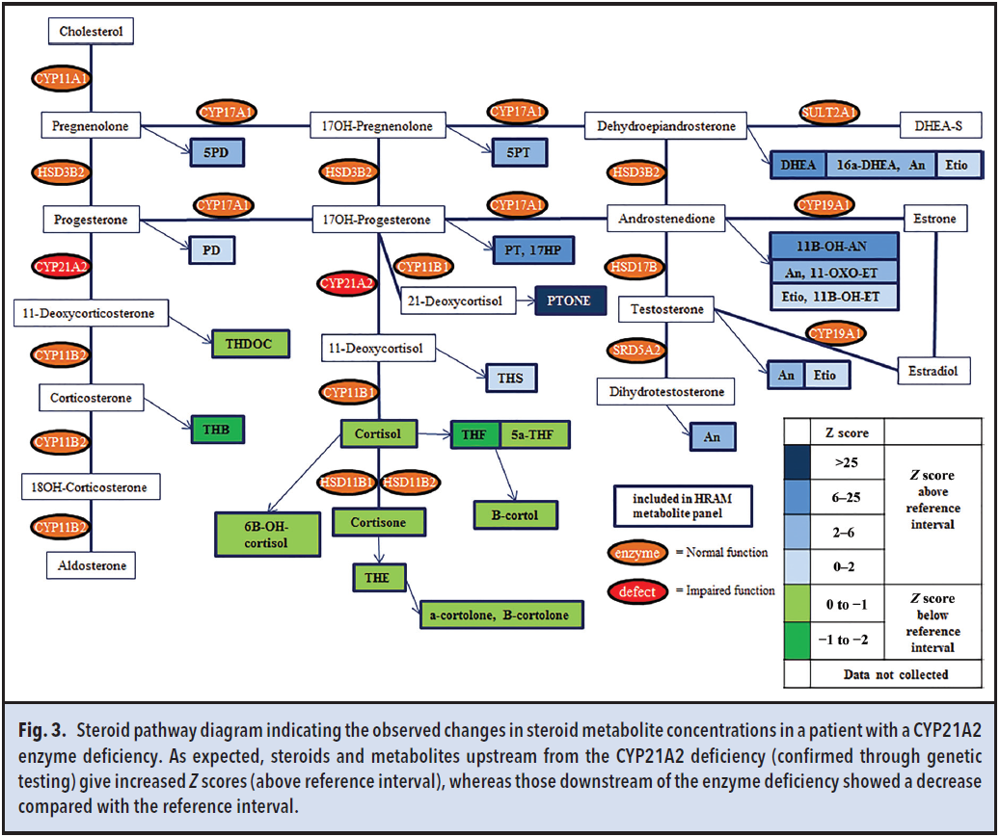 Cholesterol
CYP11A1
CYP17A1
CYP17A1
SULT2A1
Pregnenolone
17OH-Pregnenolone
Dehydroepiandrosterone
DHEA-S
5PD
5PT
DHEA
16a-DHEA, An
Etio
HSD3B2
HSD3B2
HSD3B2
CYP17A1
CYP17A1
CYP19A1
Progesterone
17OH-Progesterone
Androstenedione
Estrone
PD
PT, 17HP
11B-OH-AN
An, 11-OXO-ET
Etio, 11B-OH-ET
CYP21A2
CYP21A2
CYP11B1
HSD17B
21-Deoxycortisol
PTONE
11-Deoxycorticosterone
Testosterone
CYP19A1
THDOC
11-Deoxycortisol
SRD5A2
Estradiol
CYP11B2
THS
An
Etio
Corticosterone
CYP11B1
Dihydrotestosterone
THB
Cortisol
THF
5a-THF
An
CYP11B2
HSD11B1
HSD11B2
18OH-Corticosterone
6B-OH-
cortisol
Cortisone
B-cortol
CYP11B2
Aldosterone
THE
a-cortolone, B-cortolone
included in HRAM
metabolite panel
enzyme
= Normal function
defect
= Impaired function
Z score
>25
6–25
2–6
0–2
Z score
above
reference
interval
0 to −1
−1 to −2
Z score
below
reference
interval
Data not collected
Fig. 3. Steroid pathway diagram indicating the observed changes in steroid metabolite concentrations in a patient with a CYP21A2
enzyme deficiency. As expected, steroids and metabolites upstream from the CYP21A2 deficiency (confirmed through genetic
testing) give increased Z scores (above reference interval), whereas those downstream of the enzyme deficiency showed a decrease
compared with the reference interval.